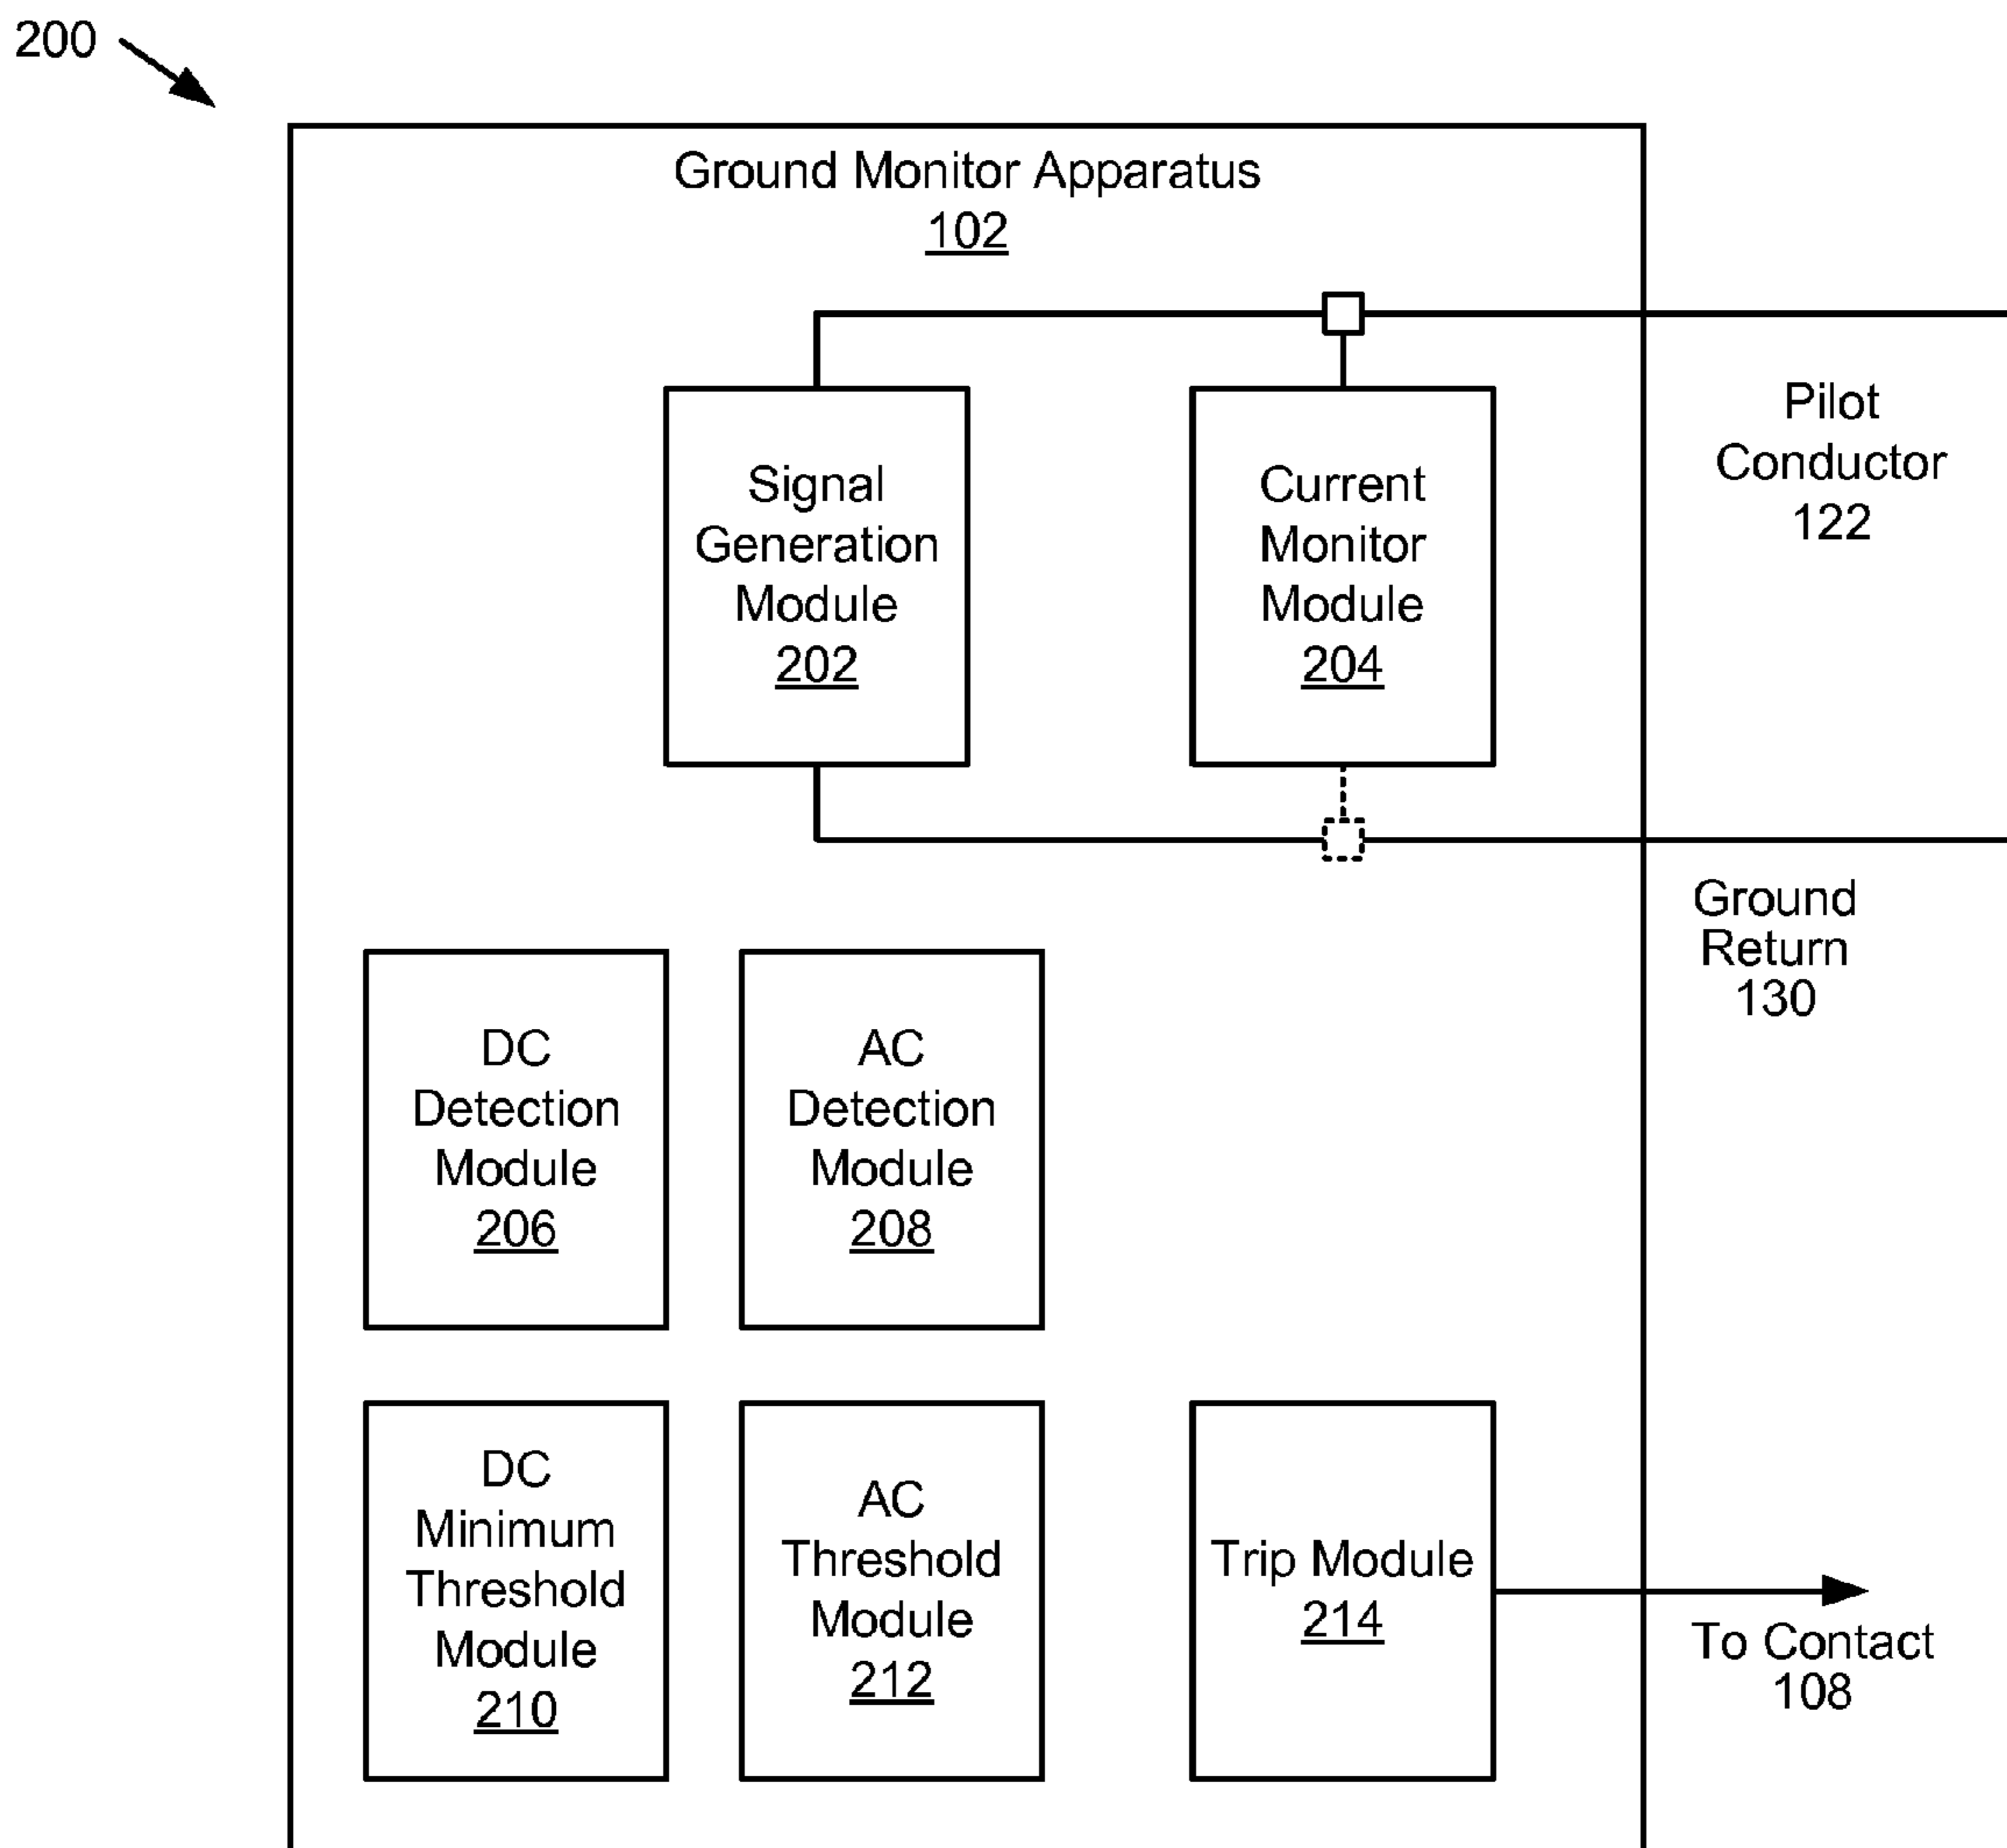 200
Ground Monitor Apparatus
102
Signal
Generation
Module
202
Current
Monitor
Module
204
Pilot
Conductor
122
Ground
Return
130
DC
Detection
Module
206
AC
Detection
Module
208
DC
Minimum
Threshold
Module
210
AC
Threshold
Module
212
Trip Module
214
To Contact
108